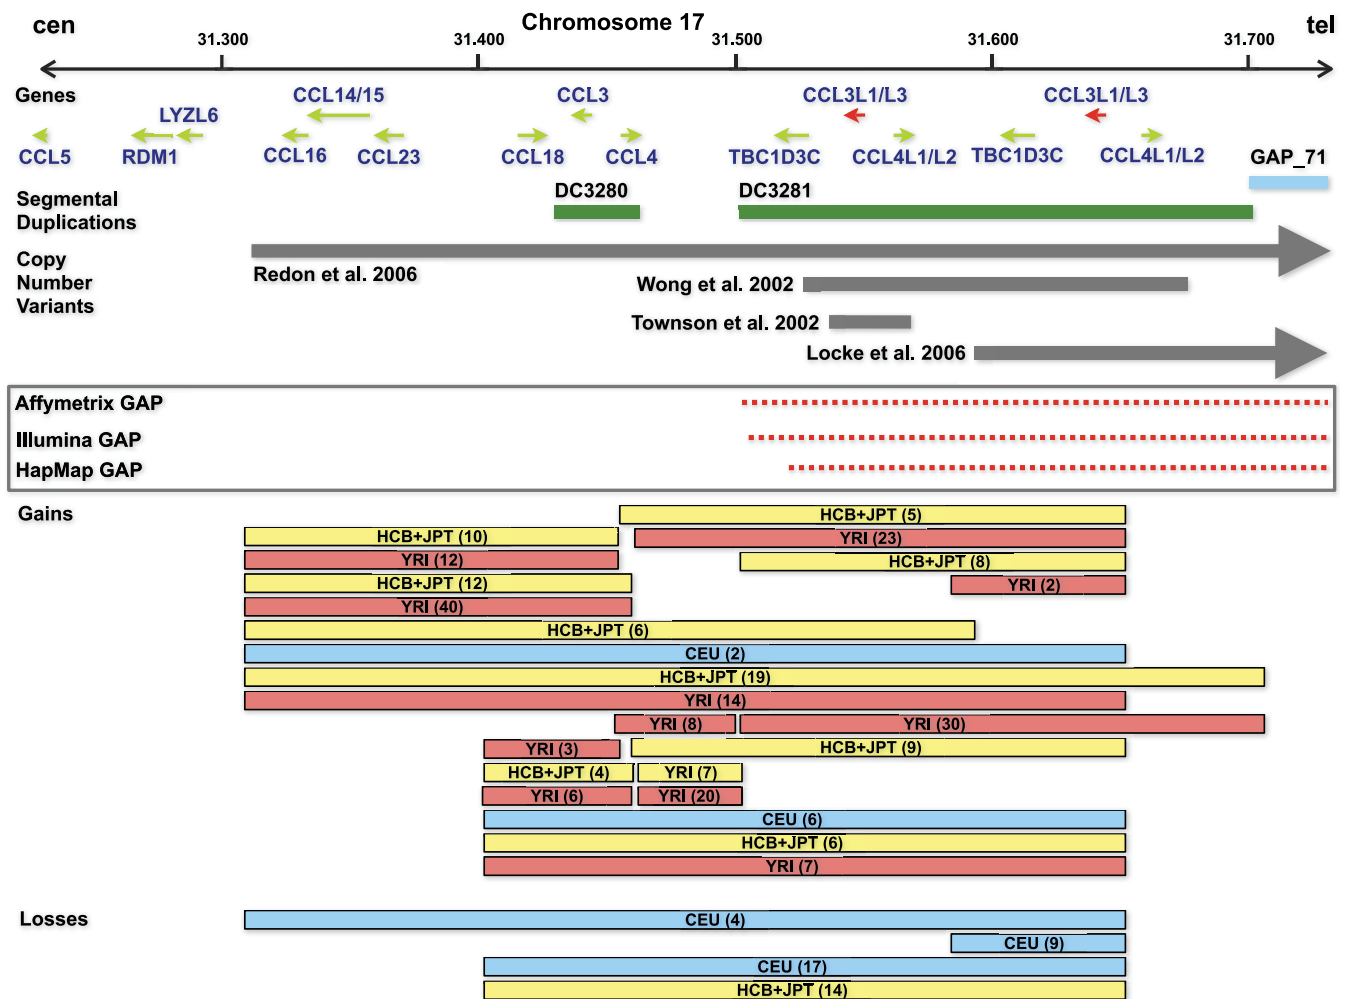 cen
Chromosome 17
tel
31.300
31.400
31.500
31.600
31.700
Genes
CCL14/15
CCL3
CCL3L1/L3
CCL3L1/L3
LYZL6
CCL5
RDM1
CCL16
CCL23
CCL18
CCL4
TBC1D3C
CCL4L1/L2
TBC1D3C
CCL4L1/L2
GAP_71
Segmental
Duplications
DC3280
DC3281
Copy
Number
Variants
Redon et al. 2006
Wong et al. 2002
Townson et al. 2002
Locke et al. 2006
Affymetrix GAP
Illumina GAP
HapMap GAP
Gains
HCB+JPT (5)
HCB+JPT (10)
YRI (23)
YRI (12)
HCB+JPT (8)
HCB+JPT (12)
YRI (2)
YRI (40)
HCB+JPT (6)
CEU (2)
HCB+JPT (19)
YRI (14)
YRI (8)
YRI (30)
YRI (3)
HCB+JPT (9)
HCB+JPT (4)
YRI (7)
YRI (6)
YRI (20)
CEU (6)
HCB+JPT (6)
YRI (7)
Losses
CEU (4)
CEU (9)
CEU (17)
HCB+JPT (14)